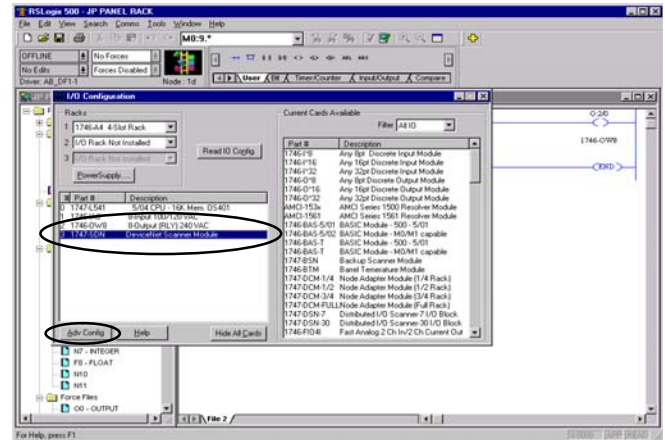 RSLogix 500 - JP PANEL RACK
File Edit View Search Comms Tools Window Help
M0:9.*
OFFLINE No Forces
No Edits Forces Disabled
Driver: AB_DF1-1 Node: 1d
User Bit Timer/Counter Input/Output Compare
I/O Configuration
Racks
1 1746-A4 4-Slot Rack
2 I/O Rack Not Installed
3 I/O Rack Not Installed
Read IO Config.
PowerSupply...
# Part # Description
0 1747-L541 5/04 CPU - 16K Mem. OS401
1 1746-IA8 8-Input 100/120 VAC
2 1746-OW8 8-Output (RLY) 240 VAC
3 1747-SDN DeviceNet Scanner Module
Adv Config Help Hide All Cards
Current Cards Available
Filter All IO
Part # Description
1746-I*8 Any 8pt Discrete Input Module
1746-I*16 Any 16pt Discrete Input Module
1746-I*32 Any 32pt Discrete Input Module
1746-O*8 Any 8pt Discrete Output Module
1746-O*16 Any 16pt Discrete Output Module
1746-O*32 Any 32pt Discrete Output Module
AMCI-153x AMCI Series 1500 Resolver Module
AMCI-1561 AMCI Series 1561 Resolver Module
1746-BAS-5/01 BASIC Module - 500 - 5/01
1746-BAS-5/02 BASIC Module - M0/M1 capable
1746-BAS-T BASIC Module - 500 - 5/01
1746-BAS-T BASIC Module - M0/M1 capable
1747-BSN Backup Scanner Module
1746-BTM Barrel Temerature Module
1747-DCM-1/4 Node Adapter Module (1/4 Rack)
1747-DCM-1/2 Node Adapter Module (1/2 Rack)
1747-DCM-3/4 Node Adapter Module (3/4 Rack)
1747-DCM-FULL Node Adapter Module (Full Rack)
1747-DSN-7 Distributed I/O Scanner-7 I/O Block
1747-DSN-30 Distributed I/O Scanner-30 I/O Block
1746-FIO4I Fast Analog 2 Ch In/2 Ch Current Out
O:2/0
1746-OW8
END
N7 - INTEGER
F8 - FLOAT
N10
N11
Force Files
O0 - OUTPUT
File 2
For Help, press F1
0:0000 APP READ